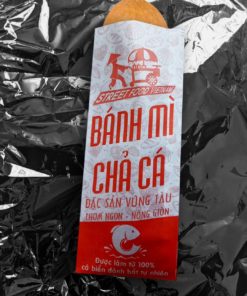 STREET FOOD VIETNAM
BÁNH MÌ
CHẢ CÁ
ĐẶC SẢN VŨNG TÀU
THƠM NGON - NÓNG GIÒN
Được làm từ 100%
cá biển đánh bắt tự nhiên